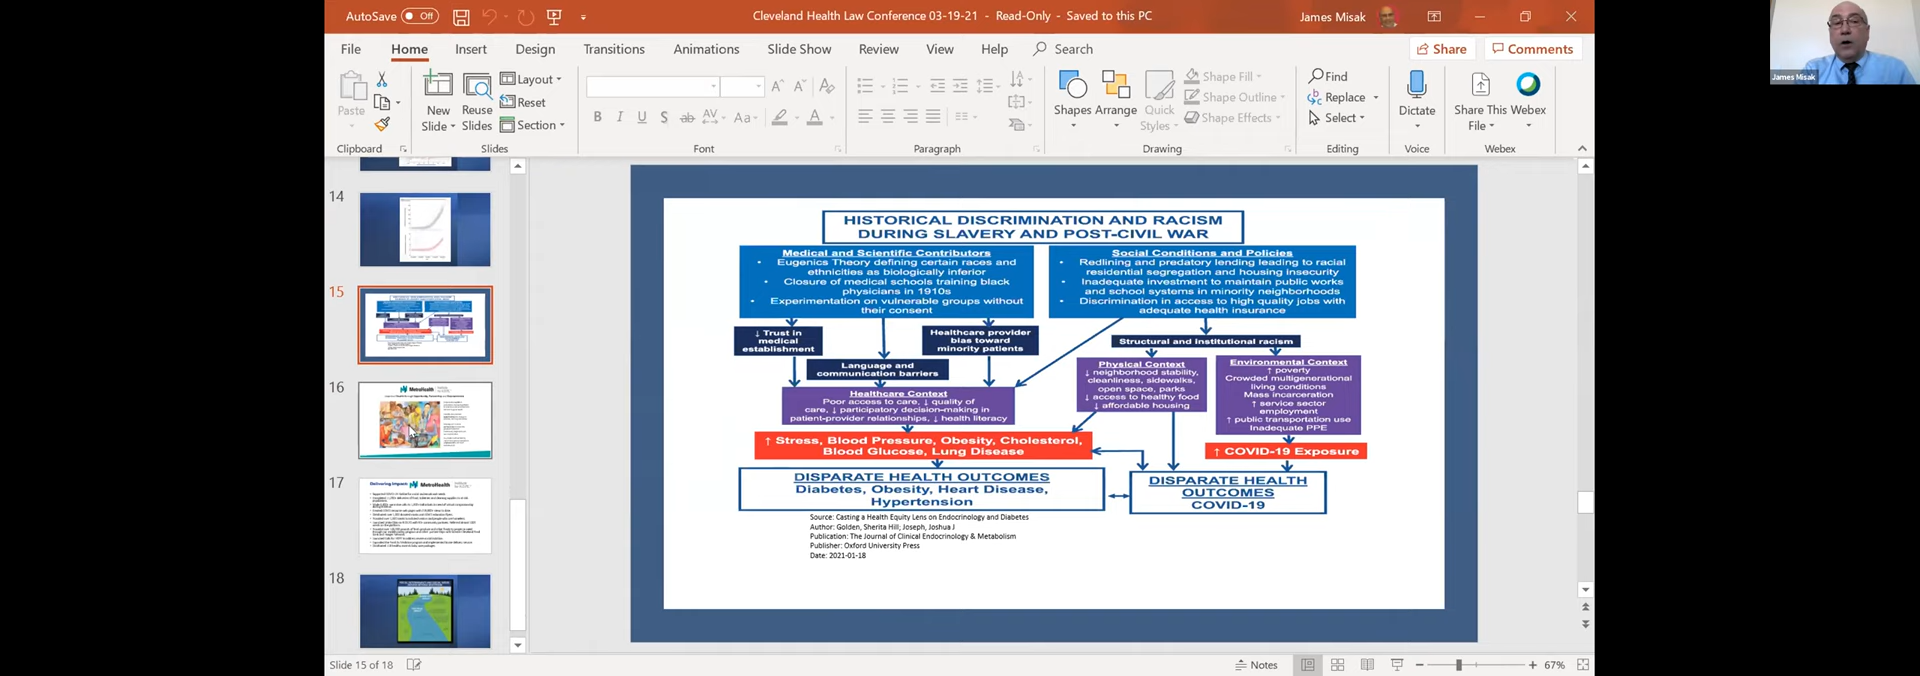 AutoSave Off
Cleveland Health Law Conference 03-19-21 - Read-Only - Saved to this PC
James Misak
File Home Insert Design Transitions Animations Slide Show Review View Help Search
Share Comments
Paste
Clipboard
New Slide
Reuse Slides
Layout
Reset
Section
Slides
B I U S ab AV Aa A
Font
Paragraph
Shapes
Arrange
Quick Styles
Shape Fill
Shape Outline
Shape Effects
Drawing
Find
Replace
Select
Editing
Dictate
Voice
Share This File
Webex
Webex
James Misak
14
15
16
MetroHealth
17
Delivering Impact:
MetroHealth
18
HISTORICAL DISCRIMINATION AND RACISM
DURING SLAVERY AND POST-CIVIL WAR
Medical and Scientific Contributors
• Eugenics Theory defining certain races and
ethnicities as biologically inferior
• Closure of medical schools training black
physicians in 1910s
• Experimentation on vulnerable groups without
their consent
Social Conditions and Policies
• Redlining and predatory lending leading to racial
residential segregation and housing insecurity
• Inadequate investment to maintain public works
and school systems in minority neighborhoods
• Discrimination in access to high quality jobs with
adequate health insurance
↓ Trust in
medical
establishment
Language and
communication barriers
Healthcare provider
bias toward
minority patients
Structural and institutional racism
Healthcare Context
Poor access to care, ↓ quality of
care, ↓ participatory decision-making in
patient-provider relationships, ↓ health literacy
Physical Context
↓ neighborhood stability,
cleanliness, sidewalks,
open space, parks
↓ access to healthy food
↓ affordable housing
Environmental Context
↑ poverty
Crowded multigenerational
living conditions
Mass incarceration
↑ service sector
employment
↑ public transportation use
Inadequate PPE
↑ Stress, Blood Pressure, Obesity, Cholesterol,
Blood Glucose, Lung Disease
↑ COVID-19 Exposure
DISPARATE HEALTH OUTCOMES
Diabetes, Obesity, Heart Disease,
Hypertension
DISPARATE HEALTH
OUTCOMES
COVID-19
Source: Casting a Health Equity Lens on Endocrinology and Diabetes
Author: Golden, Sherita Hill; Joseph, Joshua J
Publication: The Journal of Clinical Endocrinology & Metabolism
Publisher: Oxford University Press
Date: 2021-01-18
Slide 15 of 18
Notes
67%